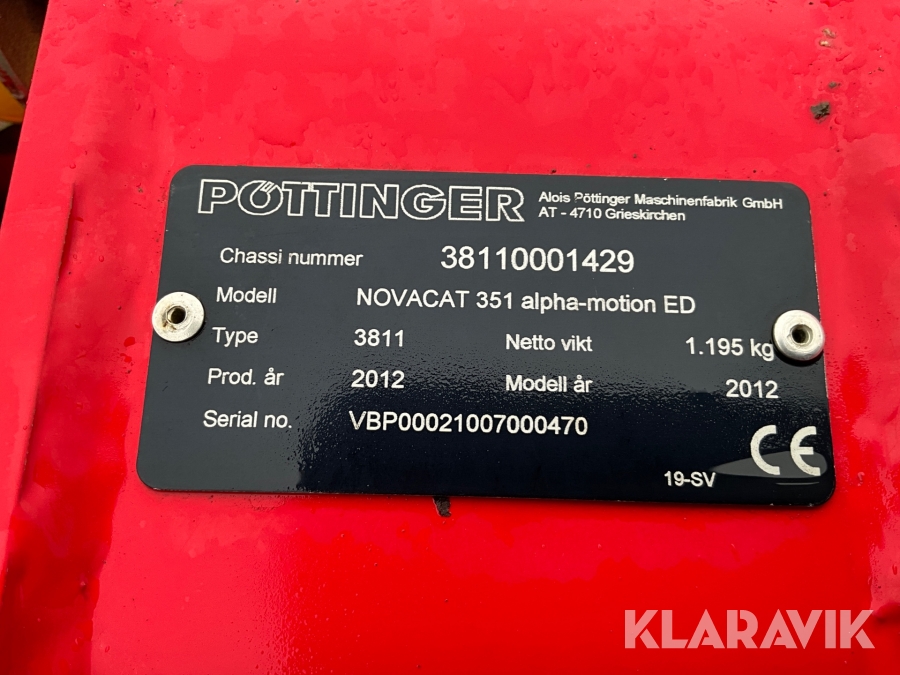 PÖTTINGER
Alois Pöttinger Maschinenfabrik GmbH
AT - 4710 Grieskirchen
Chassi nummer 38110001429
Modell NOVACAT 351 alpha-motion ED
Type 3811 Netto vikt 1.195 kg
Prod. år 2012 Modell år 2012
Serial no. VBP00021007000470
CE
19-SV
KLARAVIK